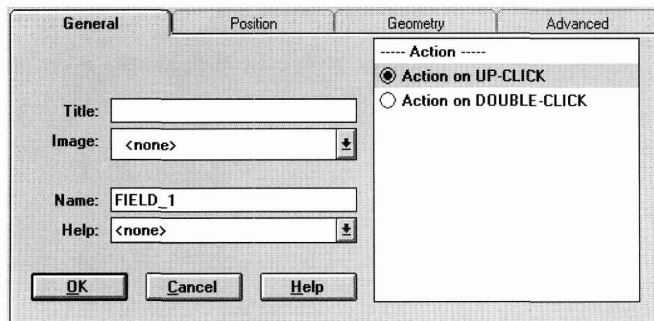 General Position Geometry Advanced
----- Action -----
Action on UP-CLICK
Action on DOUBLE-CLICK
Title:
Image: <none>
Name: FIELD_1
Help: <none>
OK Cancel Help